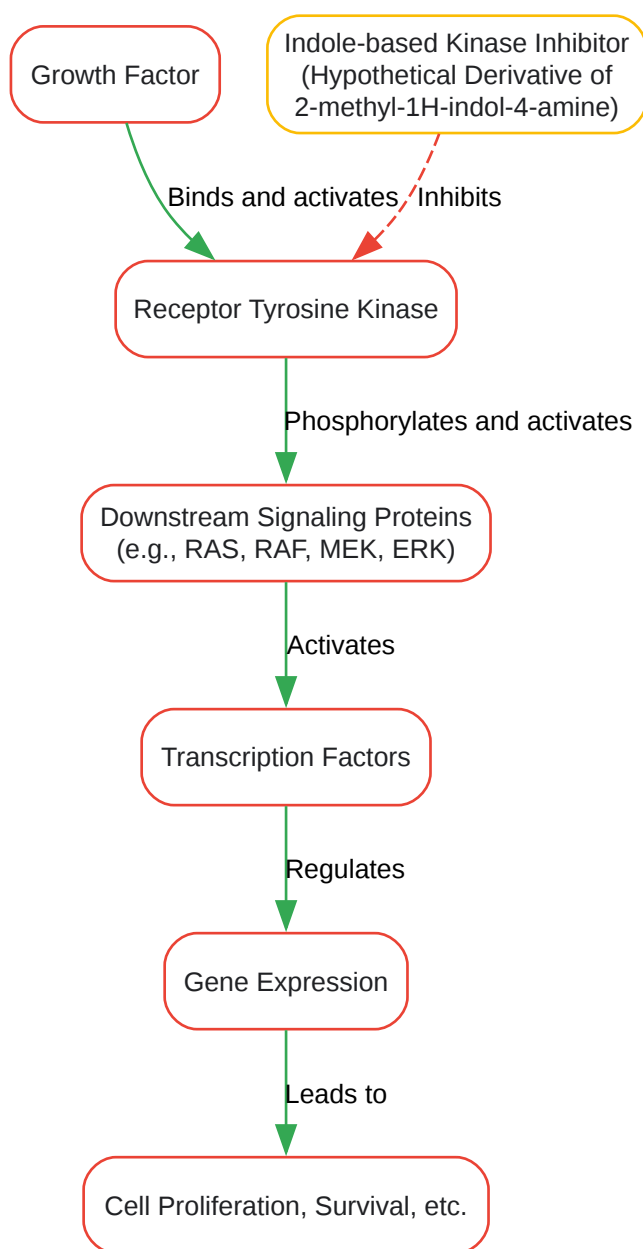 Growth Factor
Indole-based Kinase Inhibitor
(Hypothetical Derivative of
2-methyl-1H-indol-4-amine)
Binds and activates
Inhibits
Receptor Tyrosine Kinase
Phosphorylates and activates
Downstream Signaling Proteins
(e.g., RAS, RAF, MEK, ERK)
Activates
Transcription Factors
Regulates
Gene Expression
Leads to
Cell Proliferation, Survival, etc.